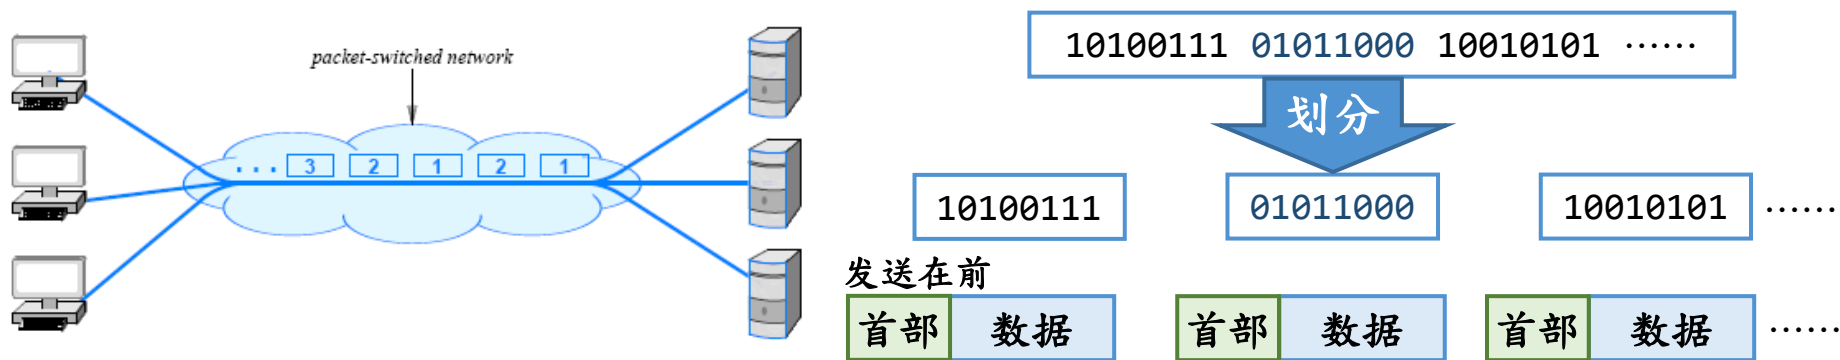 packet-switched network
... 3 2 1 2 1
10100111 01011000 10010101 ······
划分
10100111 01011000 10010101 ······
发送在前
首部 数据 首部 数据 首部 数据 ······